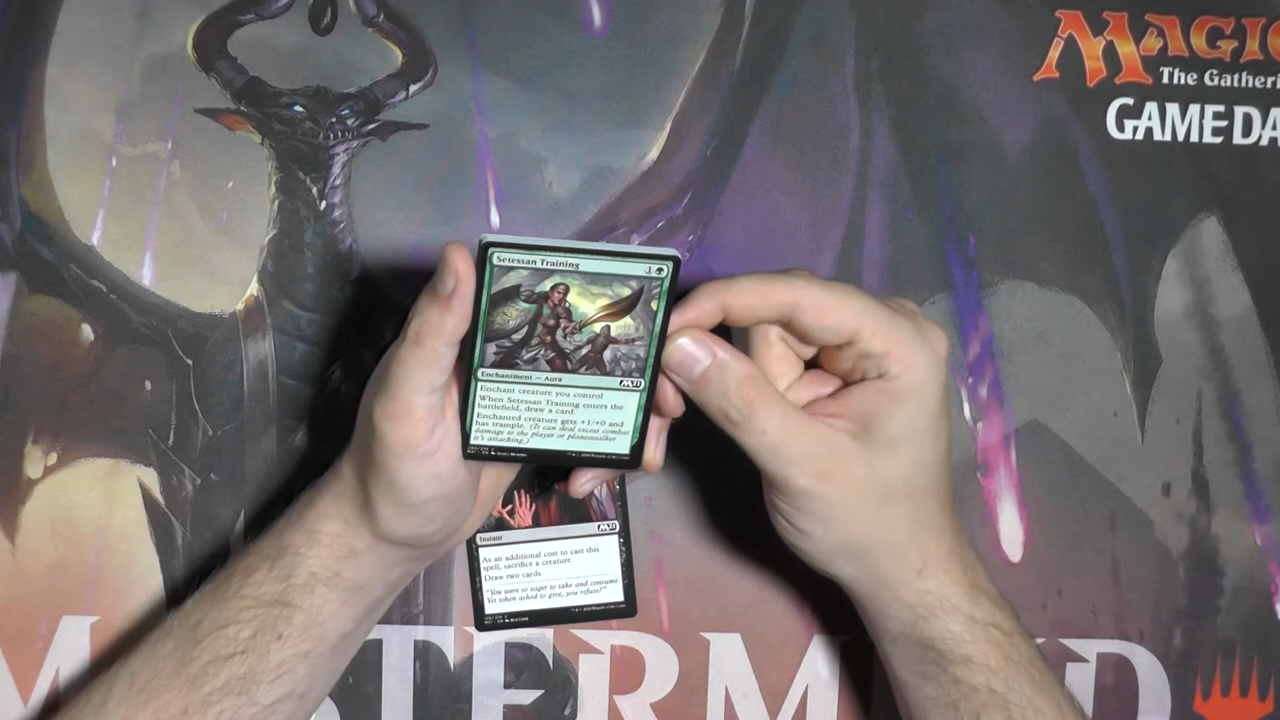 MAGIC
The Gatheri
GAME DA
Setessan Training
1
Enchantment — Aura
M21
Enchant creature you control
When Setessan Training enters the
battlefield, draw a card.
Enchanted creature gets +1/+0 and
has trample. (It can deal excess combat
damage to the player or planeswalker
it's attacking.)
Instant
M21
As an additional cost to cast this
spell, sacrifice a creature.
Draw two cards.
"You were so eager to take and consume.
Yet when asked to give, you refuse?"
MASTERM
D